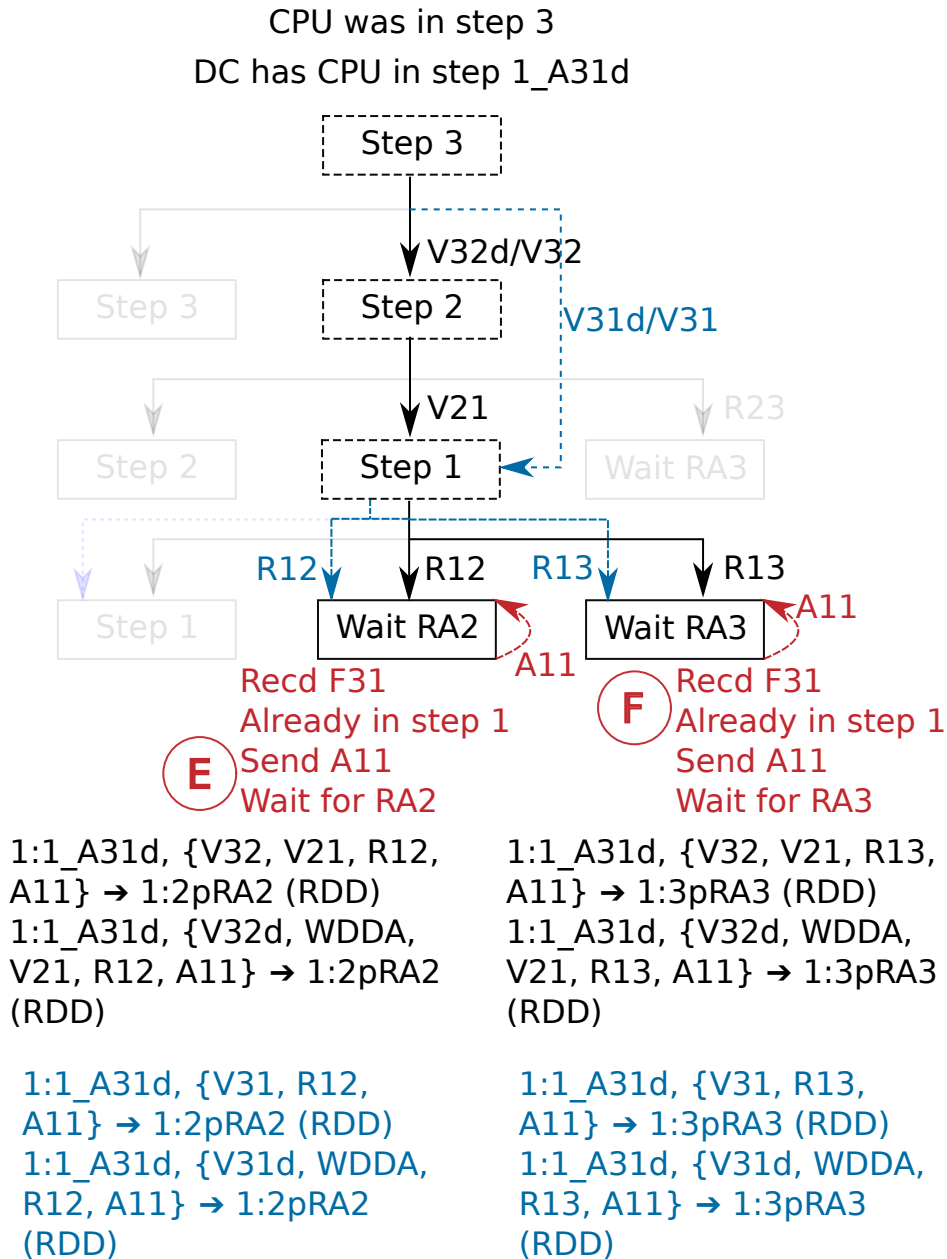 CPU was in step 3
DC has CPU in step 1_A31d
Step 3
V32d/V32
Step 3
Step 2
V31d/V31
V21
R23
Step 2
Step 1
Wait RA3
R12
R12
R13
R13
Step 1
Wait RA2
A11
Wait RA3
A11
E
Recd F31
Already in step 1
Send A11
Wait for RA2
F
Recd F31
Already in step 1
Send A11
Wait for RA3
1:1_A31d, {V32, V21, R12,
A11} ➔ 1:2pRA2 (RDD)
1:1_A31d, {V32d, WDDA,
V21, R12, A11} ➔ 1:2pRA2
(RDD)
1:1_A31d, {V32, V21, R13,
A11} ➔ 1:3pRA3 (RDD)
1:1_A31d, {V32d, WDDA,
V21, R13, A11} ➔ 1:3pRA3
(RDD)
1:1_A31d, {V31, R12,
A11} ➔ 1:2pRA2 (RDD)
1:1_A31d, {V31d, WDDA,
R12, A11} ➔ 1:2pRA2
(RDD)
1:1_A31d, {V31, R13,
A11} ➔ 1:3pRA3 (RDD)
1:1_A31d, {V31d, WDDA,
R13, A11} ➔ 1:3pRA3
(RDD)